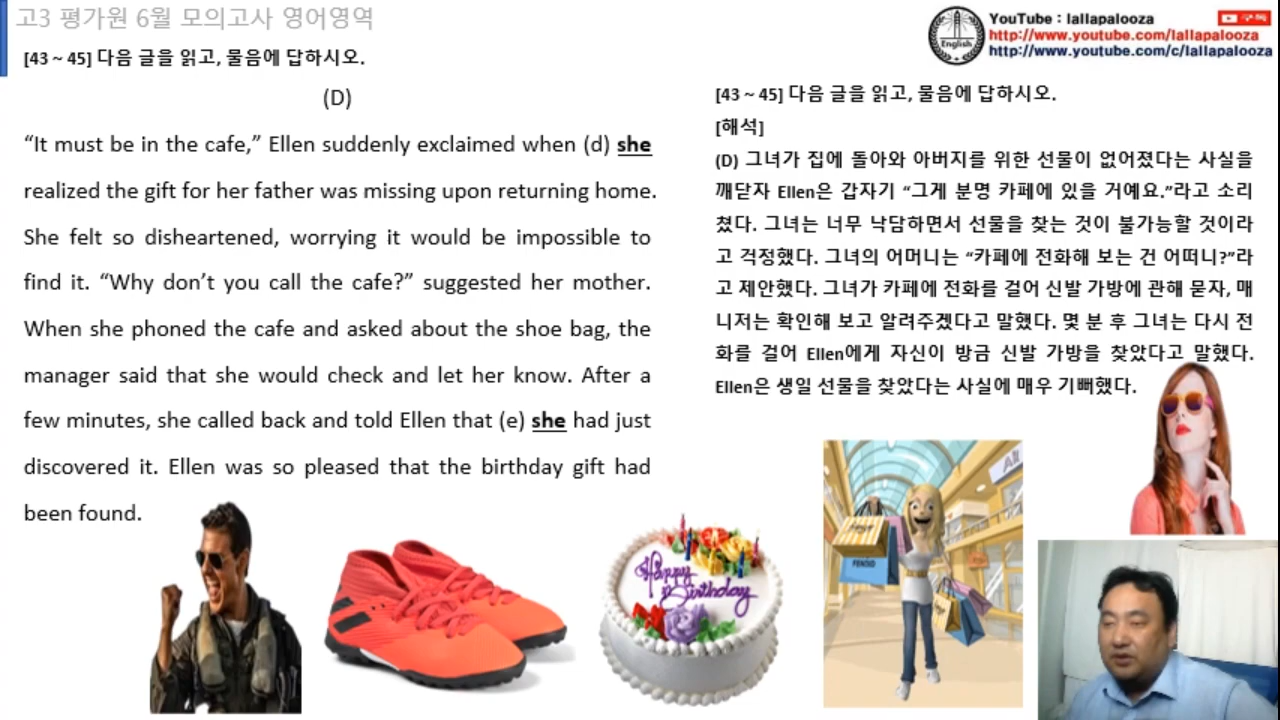 고3 평가원 6월 모의고사 영어영역
[43 ~ 45] 다음 글을 읽고, 물음에 답하시오.
(D)
“It must be in the cafe,” Ellen suddenly exclaimed when (d) she
realized the gift for her father was missing upon returning home.
She felt so disheartened, worrying it would be impossible to
find it. “Why don’t you call the cafe?” suggested her mother.
When she phoned the cafe and asked about the shoe bag, the
manager said that she would check and let her know. After a
few minutes, she called back and told Ellen that (e) she had just
discovered it. Ellen was so pleased that the birthday gift had
been found.
English
YouTube : lallapalooza
구독
http://www.youtube.com/lallapalooza
http://www.youtube.com/c/lallapalooza
[43 ~ 45] 다음 글을 읽고, 물음에 답하시오.
[해석]
(D) 그녀가 집에 돌아와 아버지를 위한 선물이 없어졌다는 사실을
깨닫자 Ellen은 갑자기 “그게 분명 카페에 있을 거예요.”라고 소리
쳤다. 그녀는 너무 낙담하면서 선물을 찾는 것이 불가능할 것이라
고 걱정했다. 그녀의 어머니는 “카페에 전화해 보는 건 어떠니?”라
고 제안했다. 그녀가 카페에 전화를 걸어 신발 가방에 관해 묻자, 매
니저는 확인해 보고 알려주겠다고 말했다. 몇 분 후 그녀는 다시 전
화를 걸어 Ellen에게 자신이 방금 신발 가방을 찾았다고 말했다.
Ellen은 생일 선물을 찾았다는 사실에 매우 기뻐했다.
Happy
Birthday